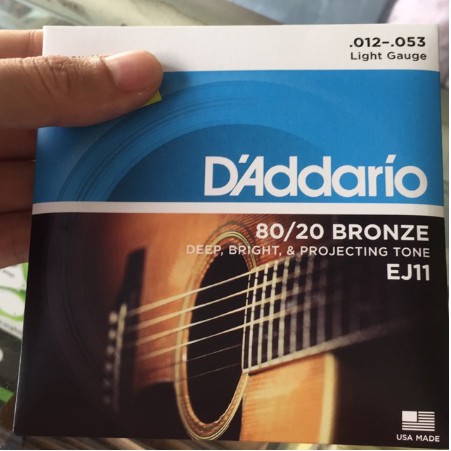 .012–.053
Light Gauge
D'Addario
80/20 BRONZE
DEEP, BRIGHT, & PROJECTING TONE
EJ11
USA MADE